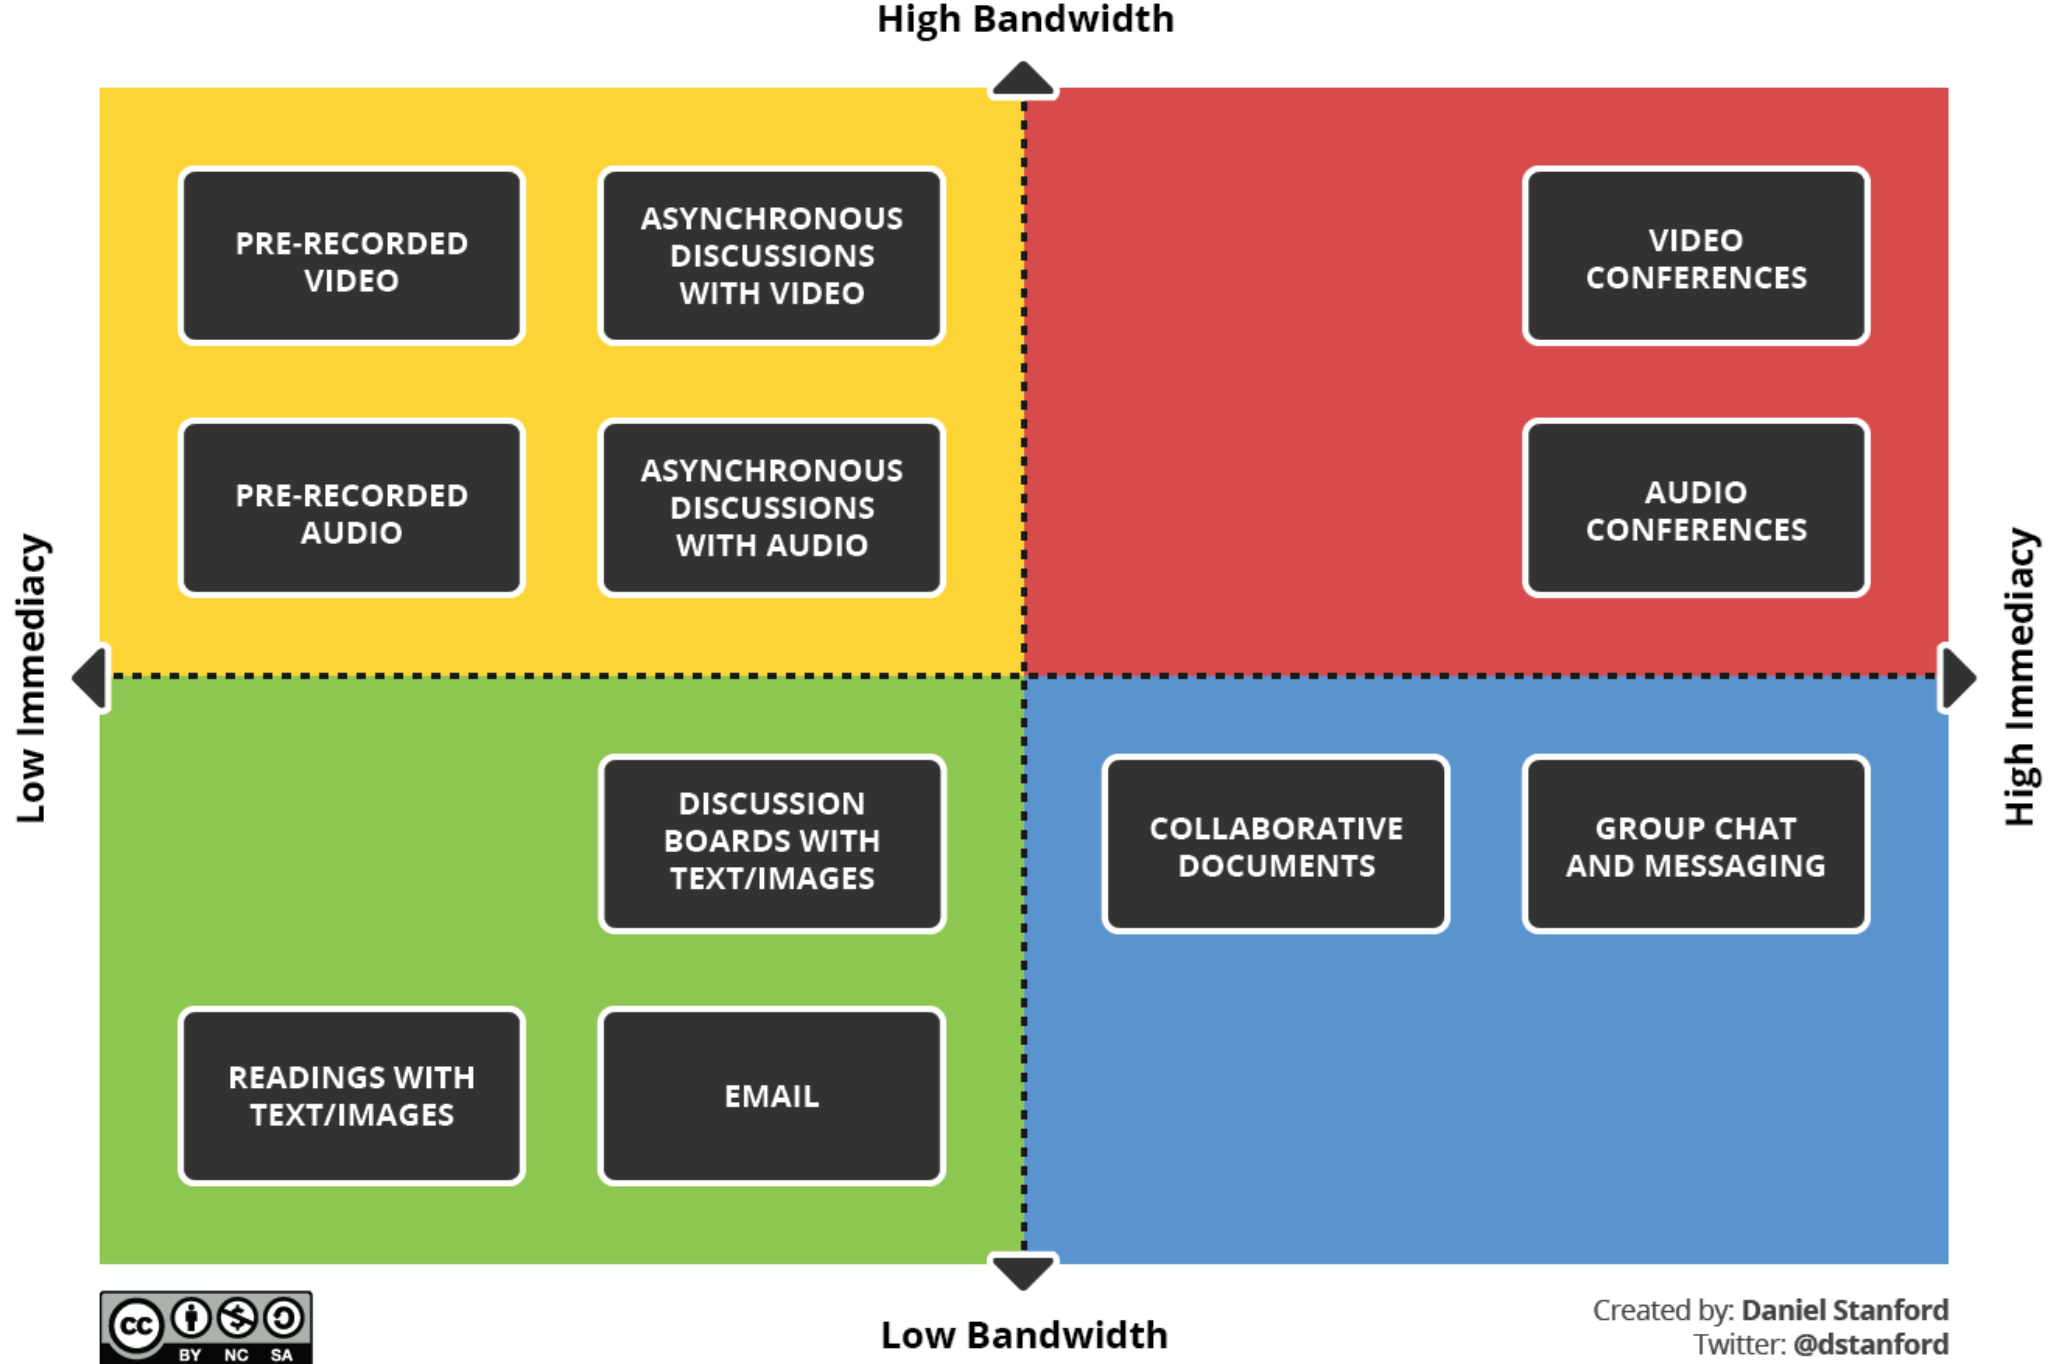 High Bandwidth
PRE-RECORDED
VIDEO
ASYNCHRONOUS
DISCUSSIONS
WITH VIDEO
VIDEO
CONFERENCES
PRE-RECORDED
AUDIO
ASYNCHRONOUS
DISCUSSIONS
WITH AUDIO
AUDIO
CONFERENCES
Low Immediacy
High Immediacy
DISCUSSION
BOARDS WITH
TEXT/IMAGES
COLLABORATIVE
DOCUMENTS
GROUP CHAT
AND MESSAGING
READINGS WITH
TEXT/IMAGES
EMAIL
Low Bandwidth
cc
BY NC SA
Created by: Daniel Stanford
Twitter: @dstanford